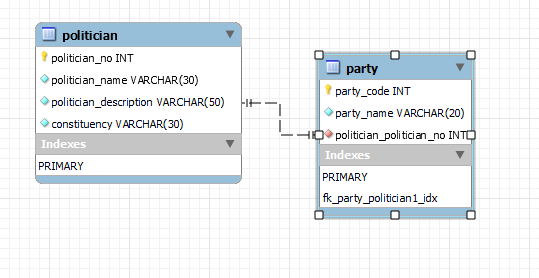 politician
politician_no INT
politician_name VARCHAR(30)
politician_description VARCHAR(50)
constituency VARCHAR(30)
Indexes
PRIMARY
party
party_code INT
party_name VARCHAR(20)
politician_politician_no INT
Indexes
PRIMARY
fk_party_politician1_idx